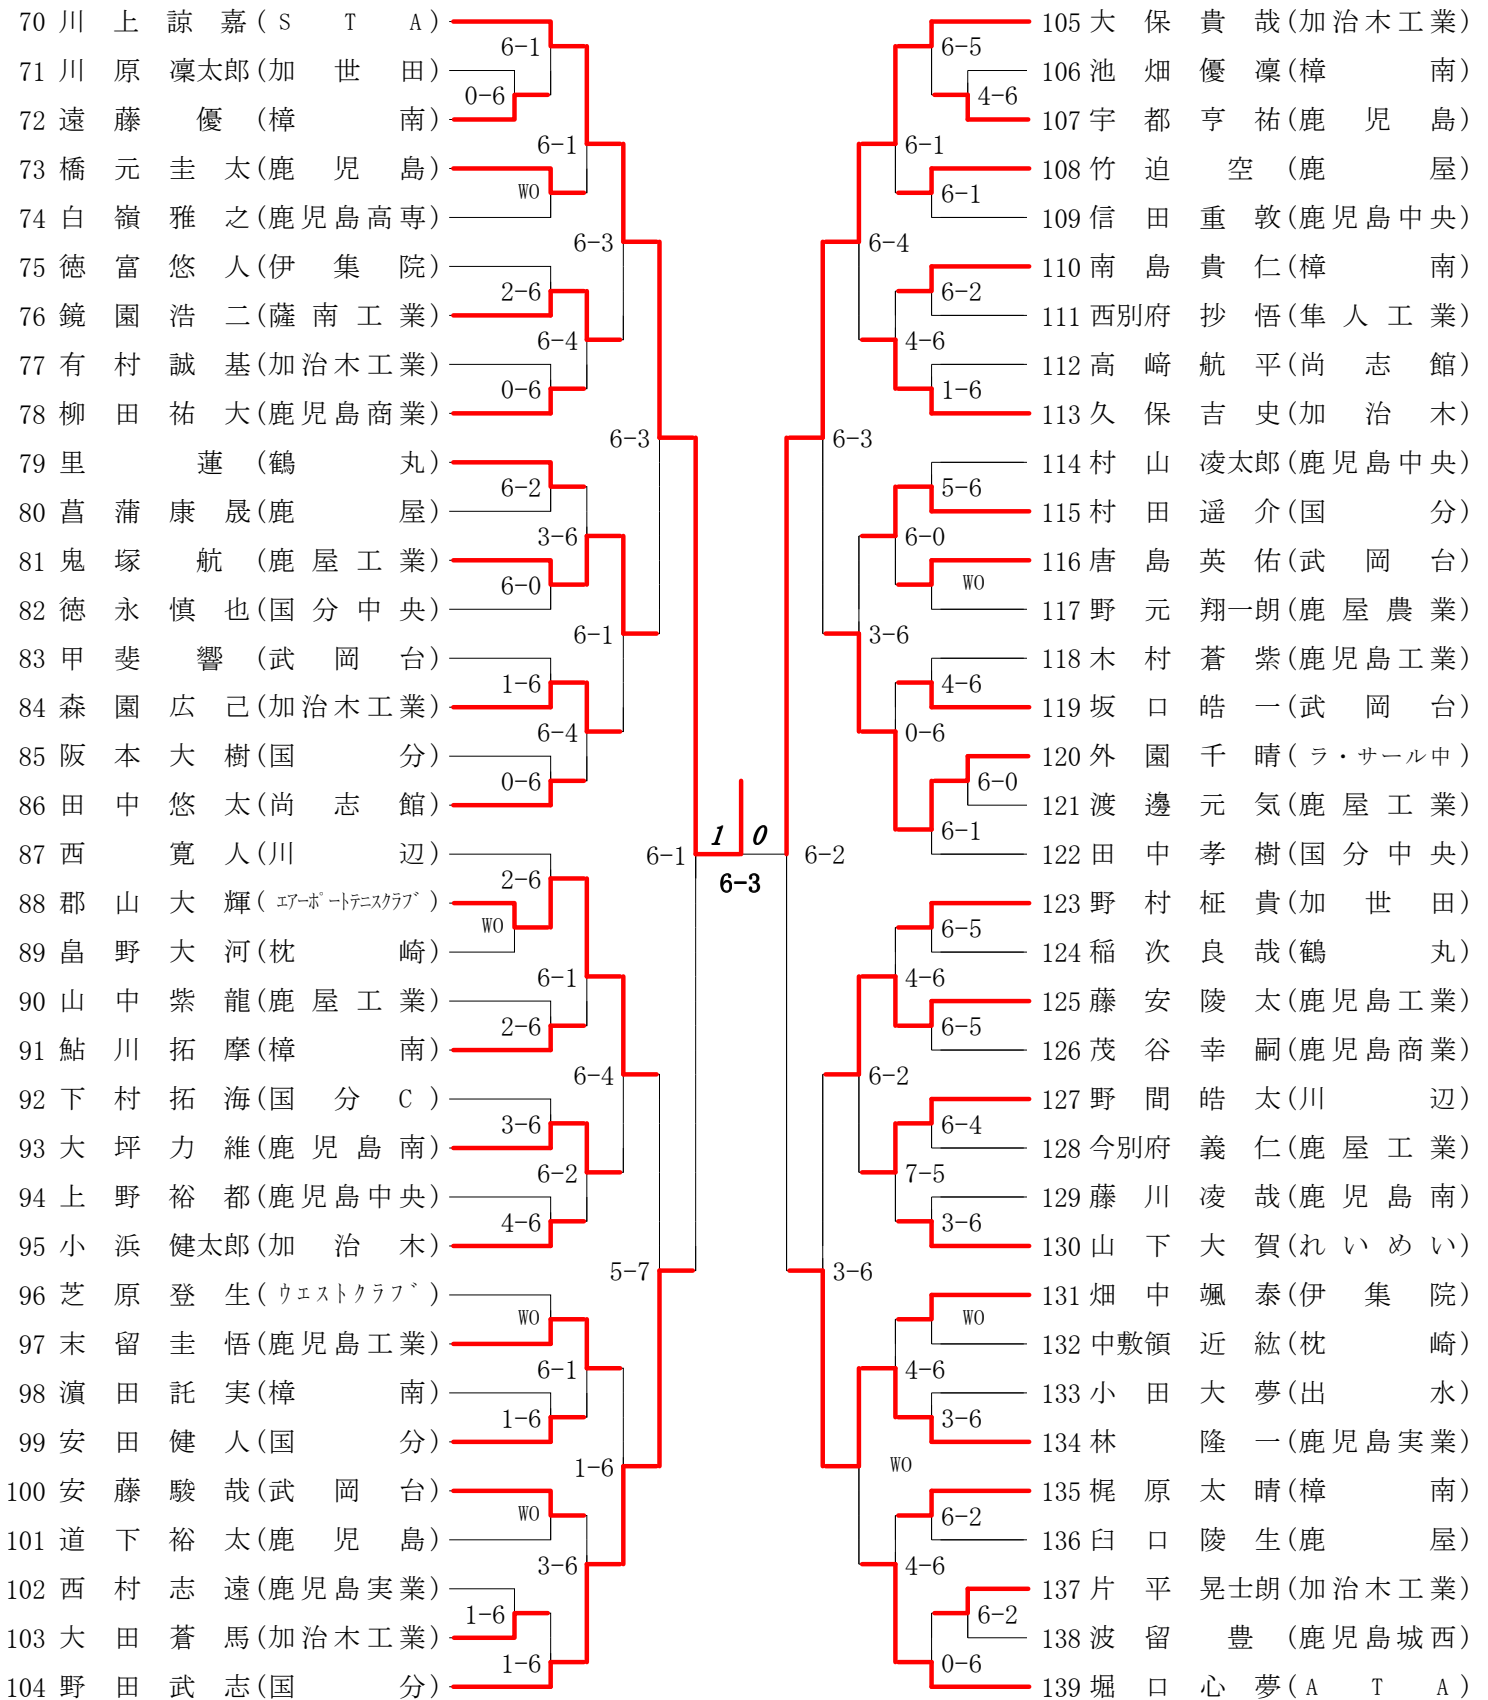 70 川上 諒嘉 (STA)
6-1
71 川原 凜太郎 (加世田)
0-6
72 遠藤 優 (樟南)
6-1
73 橋元 圭太 (鹿児島)
WO
74 白嶺 雅之 (鹿児島高専)
6-3
75 徳富 悠人 (伊集院)
2-6
76 鏡園 浩二 (薩南工業)
6-4
77 有村 誠基 (加治木工業)
0-6
78 柳田 祐大 (鹿児島商業)
6-3
79 里 蓮 (鶴丸)
6-2
80 菖蒲 康晟 (鹿屋)
3-6
81 鬼塚 航 (鹿屋工業)
6-0
82 徳永 慎也 (国分中央)
6-1
83 甲斐 響 (武岡台)
1-6
84 森園 広己 (加治木工業)
6-4
85 阪本 大樹 (国分)
0-6
86 田中 悠太 (尚志館)
87 西 寛人 (川辺)
6-1
2-6
88 郡山 大輝 (エアーポートテニスクラブ)
WO
89 畠野 大河 (枕崎)
6-1
90 山中 紫龍 (鹿屋工業)
2-6
91 鮎川 拓摩 (樟南)
6-4
92 下村 拓海 (国分C)
3-6
93 大坪 力維 (鹿児島南)
6-2
94 上野 裕都 (鹿児島中央)
4-6
95 小浜 健太郎 (加治木)
5-7
96 芝原 登生 (ウエストクラブ)
WO
97 末留 圭悟 (鹿児島工業)
6-1
98 濵田 託実 (樟南)
1-6
99 安田 健人 (国分)
1-6
100 安藤 駿哉 (武岡台)
WO
101 道下 裕太 (鹿児島)
3-6
102 西村 志遠 (鹿児島実業)
1-6
103 大田 蒼馬 (加治木工業)
1-6
104 野田 武志 (国分)
1 0
6-3
105 大保 貴哉 (加治木工業)
6-5
106 池畑 優凜 (樟南)
4-6
107 宇都 亨祐 (鹿児島)
6-1
108 竹迫 空 (鹿屋)
6-1
109 信田 重敦 (鹿児島中央)
6-4
110 南島 貴仁 (樟南)
6-2
111 西別府 抄悟 (隼人工業)
4-6
112 高﨑 航平 (尚志館)
1-6
113 久保 吉史 (加治木)
6-3
114 村山 凌太郎 (鹿児島中央)
5-6
115 村田 遥介 (国分)
6-0
116 唐島 英佑 (武岡台)
WO
117 野元 翔一朗 (鹿屋農業)
3-6
118 木村 蒼紫 (鹿児島工業)
4-6
119 坂口 皓一 (武岡台)
0-6
120 外園 千晴 (ラ・サール中)
6-0
121 渡邊 元気 (鹿屋工業)
6-1
122 田中 孝樹 (国分中央)
6-2
123 野村 柾貴 (加世田)
6-5
124 稲次 良哉 (鶴丸)
4-6
125 藤安 陵太 (鹿児島工業)
6-5
126 茂谷 幸嗣 (鹿児島商業)
6-2
127 野間 皓太 (川辺)
6-4
128 今別府 義仁 (鹿屋工業)
7-5
129 藤川 凌哉 (鹿児島南)
3-6
130 山下 大賀 (れいめい)
3-6
131 畑中 颯泰 (伊集院)
WO
132 中敷領 近紘 (枕崎)
4-6
133 小田 大夢 (出水)
3-6
134 林 隆一 (鹿児島実業)
WO
135 梶原 太晴 (樟南)
6-2
136 臼口 陵生 (鹿屋)
4-6
137 片平 晃士朗 (加治木工業)
6-2
138 波留 豊 (鹿児島城西)
0-6
139 堀口 心夢 (ATA)